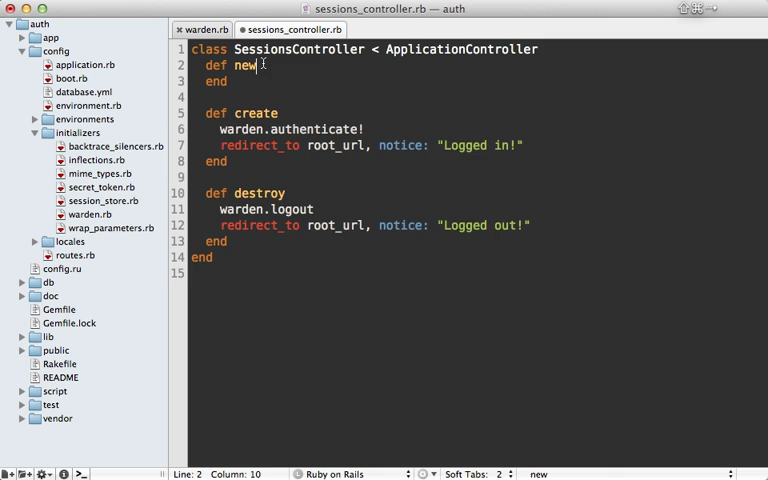 sessions_controller.rb — auth
⇧⌘→
auth
app
config
application.rb
boot.rb
database.yml
environment.rb
environments
initializers
backtrace_silencers.rb
inflections.rb
mime_types.rb
secret_token.rb
session_store.rb
warden.rb
wrap_parameters.rb
locales
routes.rb
config.ru
db
doc
Gemfile
Gemfile.lock
lib
public
Rakefile
README
script
test
vendor
warden.rb
sessions_controller.rb
1 class SessionsController < ApplicationController
2 def new
3 end
4
5 def create
6 warden.authenticate!
7 redirect_to root_url, notice: "Logged in!"
8 end
9
10 def destroy
11 warden.logout
12 redirect_to root_url, notice: "Logged out!"
13 end
14 end
15
Line: 2 Column: 10 Ruby on Rails Soft Tabs: 2 new